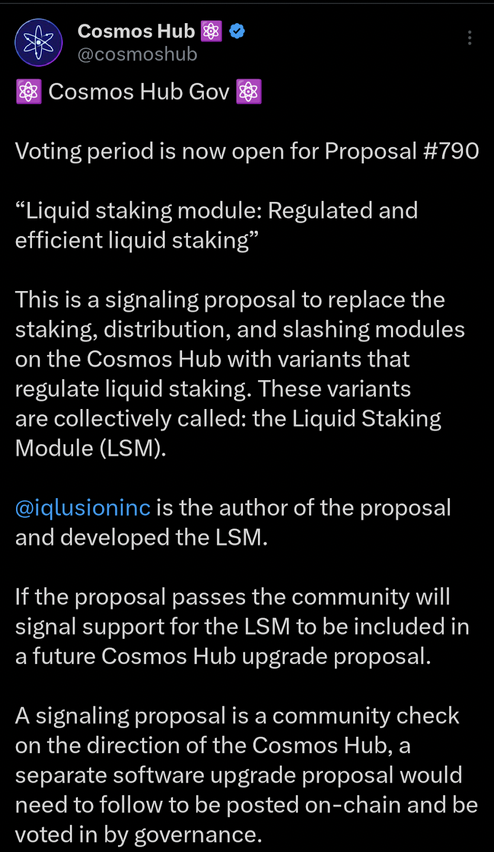 Cosmos Hub ⚛️
@cosmoshub
⚛️ Cosmos Hub Gov ⚛️
Voting period is now open for Proposal #790
“Liquid staking module: Regulated and
efficient liquid staking”
This is a signaling proposal to replace the
staking, distribution, and slashing modules
on the Cosmos Hub with variants that
regulate liquid staking. These variants
are collectively called: the Liquid Staking
Module (LSM).
@iqlusioninc is the author of the proposal
and developed the LSM.
If the proposal passes the community will
signal support for the LSM to be included in
a future Cosmos Hub upgrade proposal.
A signaling proposal is a community check
on the direction of the Cosmos Hub, a
separate software upgrade proposal would
need to follow to be posted on-chain and be
voted in by governance.